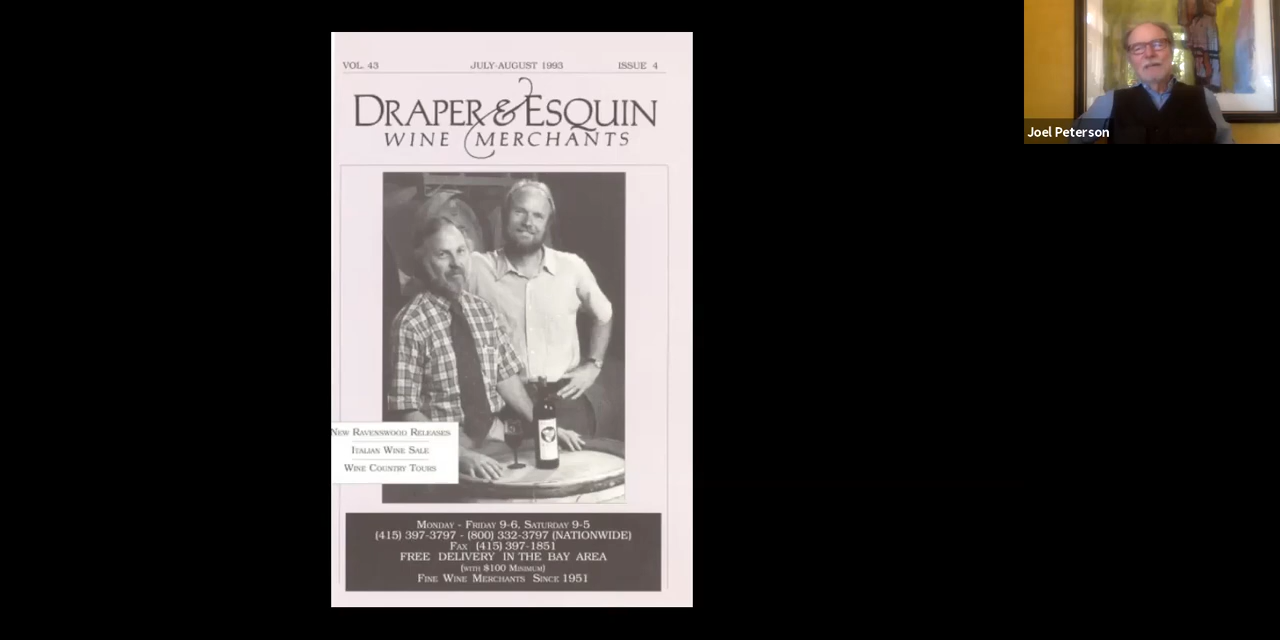 VOL. 43 JULY-AUGUST 1993 ISSUE 4
DRAPER & ESQUIN
WINE MERCHANTS
NEW RAVENSWOOD RELEASES
ITALIAN WINE SALE
WINE COUNTRY TOURS
MONDAY - FRIDAY 9-6, SATURDAY 9-5
(415) 397-3797 - (800) 332-3797 (NATIONWIDE)
FAX (415) 397-1851
FREE DELIVERY IN THE BAY AREA
(WITH $100 MINIMUM)
FINE WINE MERCHANTS SINCE 1951
Joel Peterson